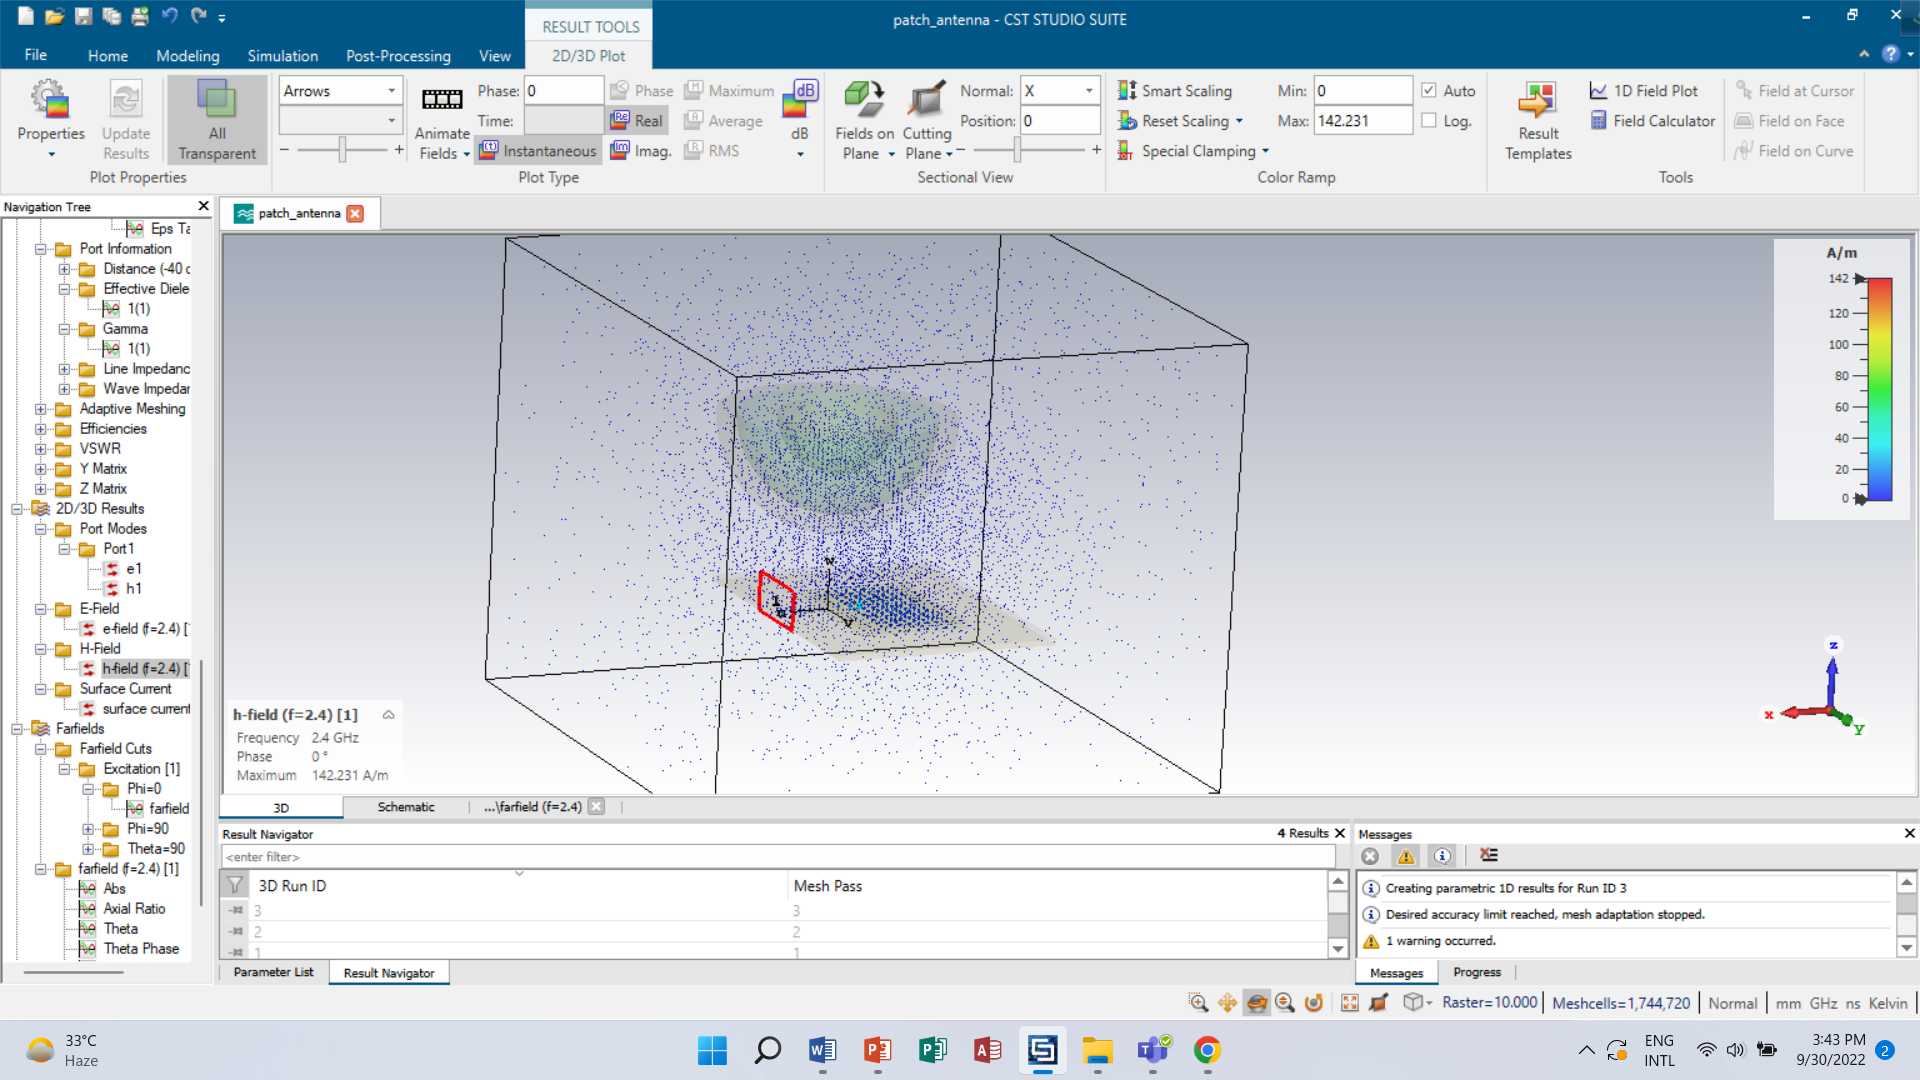 RESULT TOOLS
patch_antenna - CST STUDIO SUITE
File Home Modeling Simulation Post-Processing View 2D/3D Plot
Properties
Update Results
All Transparent
Plot Properties
Arrows
Animate Fields
Phase: 0
Time:
Instantaneous
Phase Maximum
Real Average
Imag. RMS
dB
dB
Plot Type
Fields on Plane
Cutting Plane
Normal: X
Position: 0
Sectional View
Smart Scaling
Reset Scaling
Special Clamping
Min: 0 Auto
Max: 142.231 Log.
Color Ramp
Result Templates
1D Field Plot
Field Calculator
Field at Cursor
Field on Face
Field on Curve
Tools
Navigation Tree
Eps Ta
Port Information
Distance (-40 d
Effective Diele
1(1)
Gamma
1(1)
Line Impedanc
Wave Impedar
Adaptive Meshing
Efficiencies
VSWR
Y Matrix
Z Matrix
2D/3D Results
Port Modes
Port1
e1
h1
E-Field
e-field (f=2.4) [
H-Field
h-field (f=2.4) [
Surface Current
surface current
Farfields
Farfield Cuts
Excitation [1]
Phi=0
farfield
Phi=90
Theta=90
farfield (f=2.4) [1]
Abs
Axial Ratio
Theta
Theta Phase
patch_antenna
A/m
142
120
100
80
60
40
20
0
w
1
u
v
z
x
y
h-field (f=2.4) [1]
Frequency 2.4 GHz
Phase 0 °
Maximum 142.231 A/m
3D Schematic ...\farfield (f=2.4)
Result Navigator 4 Results
<enter filter>
3D Run ID Mesh Pass
3 3
2 2
1 1
Parameter List Result Navigator
Messages
Creating parametric 1D results for Run ID 3
Desired accuracy limit reached, mesh adaptation stopped.
1 warning occurred.
Messages Progress
Raster=10.000 Meshcells=1,744,720 Normal mm GHz ns Kelvin
33°C
Haze
ENG
INTL
3:43 PM
9/30/2022
2